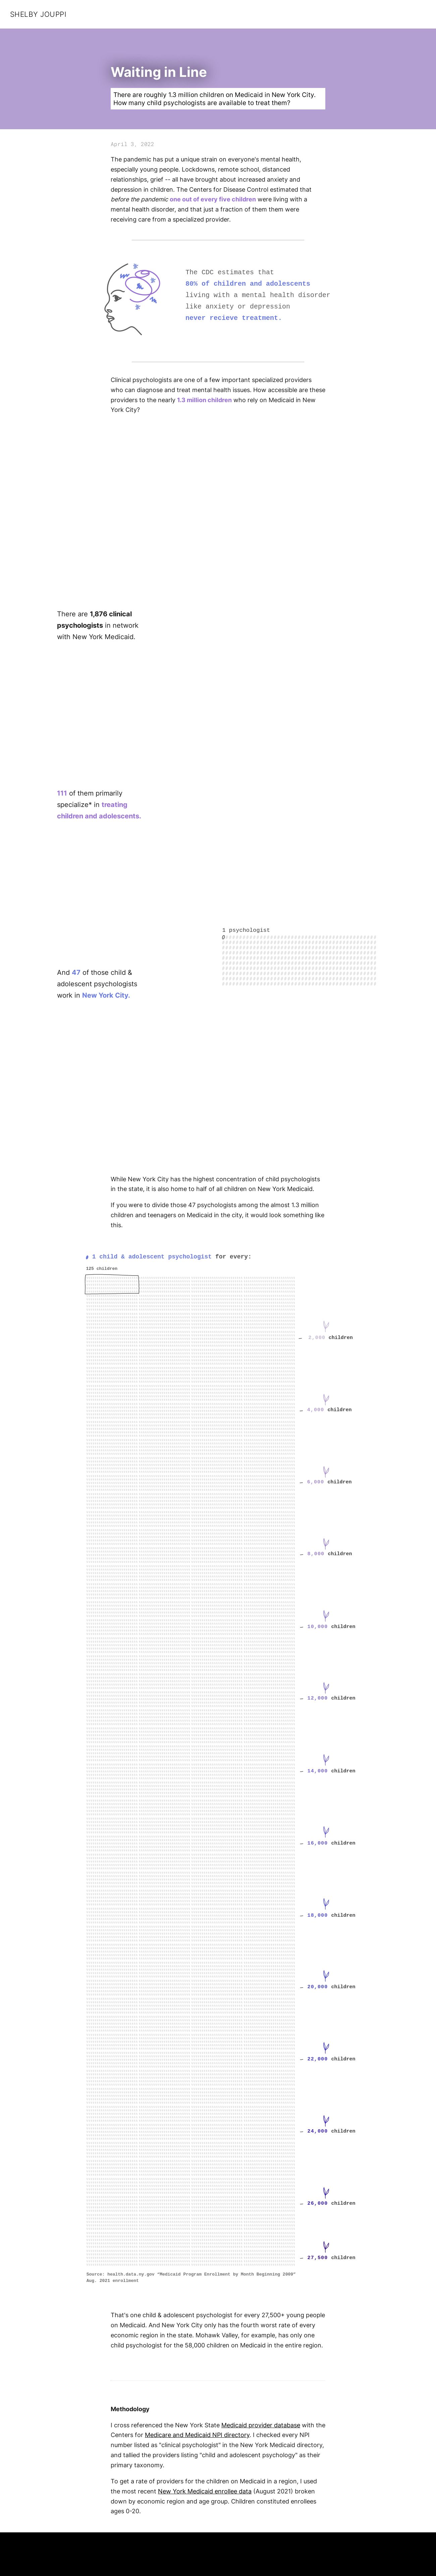 SHELBY JOUPPI
Waiting in Line
There are roughly 1.3 million children on Medicaid in New York City.
How many child psychologists are available to treat them?
April 3, 2022
The pandemic has put a unique strain on everyone's mental health,
especially young people. Lockdowns, remote school, distanced
relationships, grief -- all have brought about increased anxiety and
depression in children. The Centers for Disease Control estimated that
before the pandemic one out of every five children were living with a
mental health disorder, and that just a fraction of them them were
receiving care from a specialized provider.
The CDC estimates that
80% of children and adolescents
living with a mental health disorder
like anxiety or depression
never recieve treatment.
Clinical psychologists are one of a few important specialized providers
who can diagnose and treat mental health issues. How accessible are these
providers to the nearly 1.3 million children who rely on Medicaid in New
York City?
There are 1,876 clinical
psychologists in network
with New York Medicaid.
111 of them primarily
specialize* in treating
children and adolescents.
1 psychologist
And 47 of those child &
adolescent psychologists
work in New York City.
While New York City has the highest concentration of child psychologists
in the state, it is also home to half of all children on New York Medicaid.
If you were to divide those 47 psychologists among the almost 1.3 million
children and teenagers on Medicaid in the city, it would look something like
this.
1 child & adolescent psychologist for every:
125 children
← 2,000 children
← 4,000 children
← 6,000 children
← 8,000 children
← 10,000 children
← 12,000 children
← 14,000 children
← 16,000 children
← 18,000 children
← 20,000 children
← 22,000 children
← 24,000 children
← 26,000 children
← 27,500 children
Source: health.data.ny.gov "Medicaid Program Enrollment by Month Beginning 2009"
Aug. 2021 enrollment
That's one child & adolescent psychologist for every 27,500+ young people
on Medicaid. And New York City only has the fourth worst rate of every
economic region in the state. Mohawk Valley, for example, has only one
child psychologist for the 58,000 children on Medicaid in the entire region.
Methodology
I cross referenced the New York State Medicaid provider database with the
Centers for Medicare and Medicaid NPI directory. I checked every NPI
number listed as "clinical psychologist" in the New York Medicaid directory,
and tallied the providers listing "child and adolescent psychology" as their
primary taxonomy.
To get a rate of providers for the children on Medicaid in a region, I used
the most recent New York Medicaid enrollee data (August 2021) broken
down by economic region and age group. Children constituted enrollees
ages 0-20.